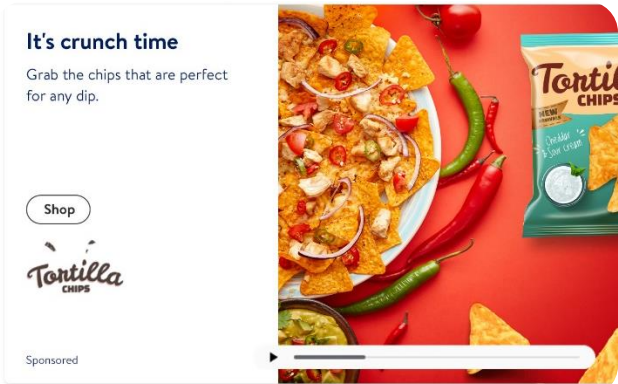 It's crunch time
Grab the chips that are perfect
for any dip.
Shop
Tortilla
CHIPS
Sponsored
CHIPS
NEW
Cheddar
& Sour cream